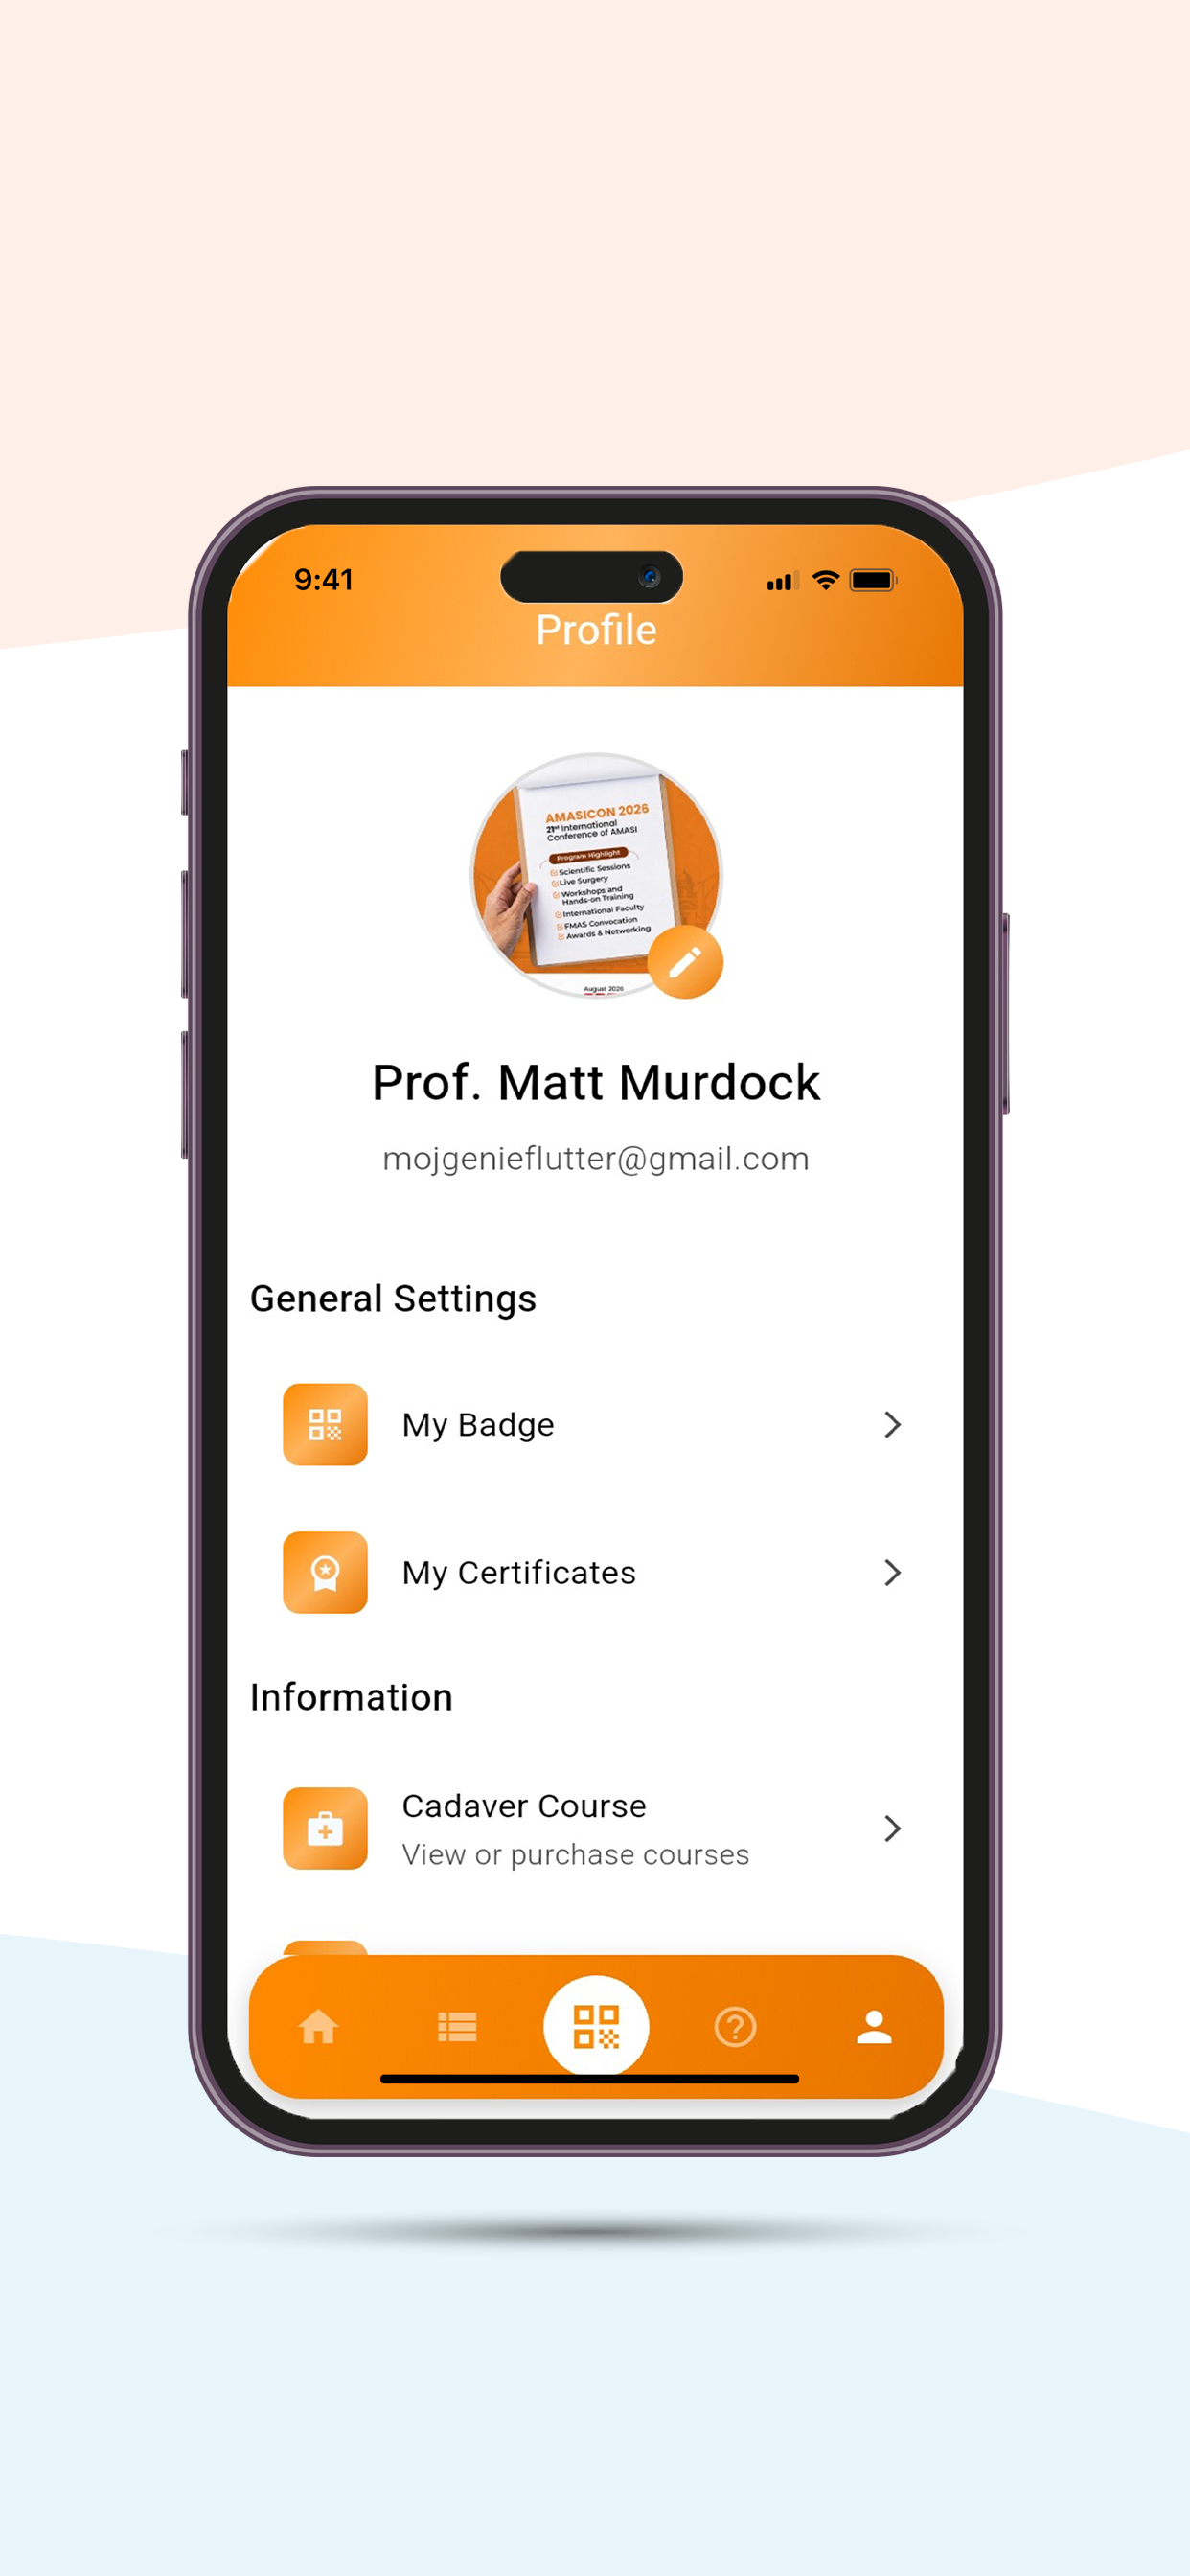 9:41
Profile
AMASICON 2026
21st International
Conference of AMASI
Program Highlight
Scientific Sessions
Live Surgery
Workshops and
Hands-on Training
International Faculty
FMAS Convocation
Awards & Networking
August 2026
Prof. Matt Murdock
mojgenieflutter@gmail.com
General Settings
My Badge
My Certificates
Information
Cadaver Course
View or purchase courses